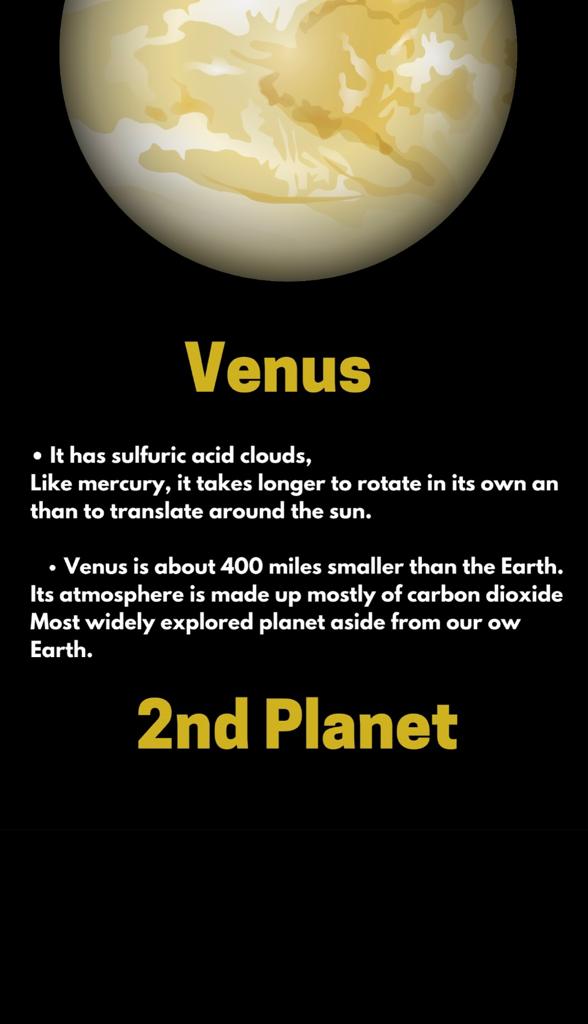 Venus
• It has sulfuric acid clouds,
Like mercury, it takes longer to rotate in its own an
than to translate around the sun.
• Venus is about 400 miles smaller than the Earth.
Its atmosphere is made up mostly of carbon dioxide
Most widely explored planet aside from our ow
Earth.
2nd Planet